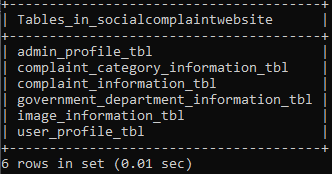 +------------------------------------+
| Tables_in_socialcomplaintwebsite   |
+------------------------------------+
| admin_profile_tbl                  |
| complaint_category_information_tbl |
| complaint_information_tbl          |
| government_department_information_tbl |
| image_information_tbl              |
| user_profile_tbl                   |
+------------------------------------+
6 rows in set (0.01 sec)